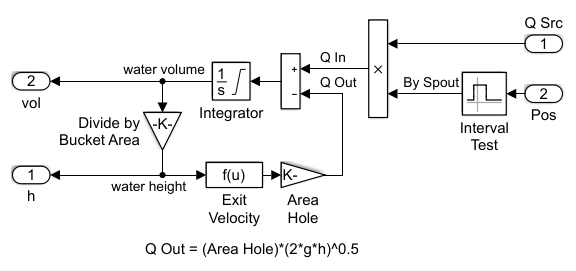 Q Src
1
Q In
+
×
water volume
2
1
s
−
Q Out
By Spout
2
vol
Integrator
Pos
Divide by
Bucket Area
-K-
Interval
Test
1
f(u)
K-
h
water height
Exit
Velocity
Area
Hole
Q Out = (Area Hole)*(2*g*h)^0.5